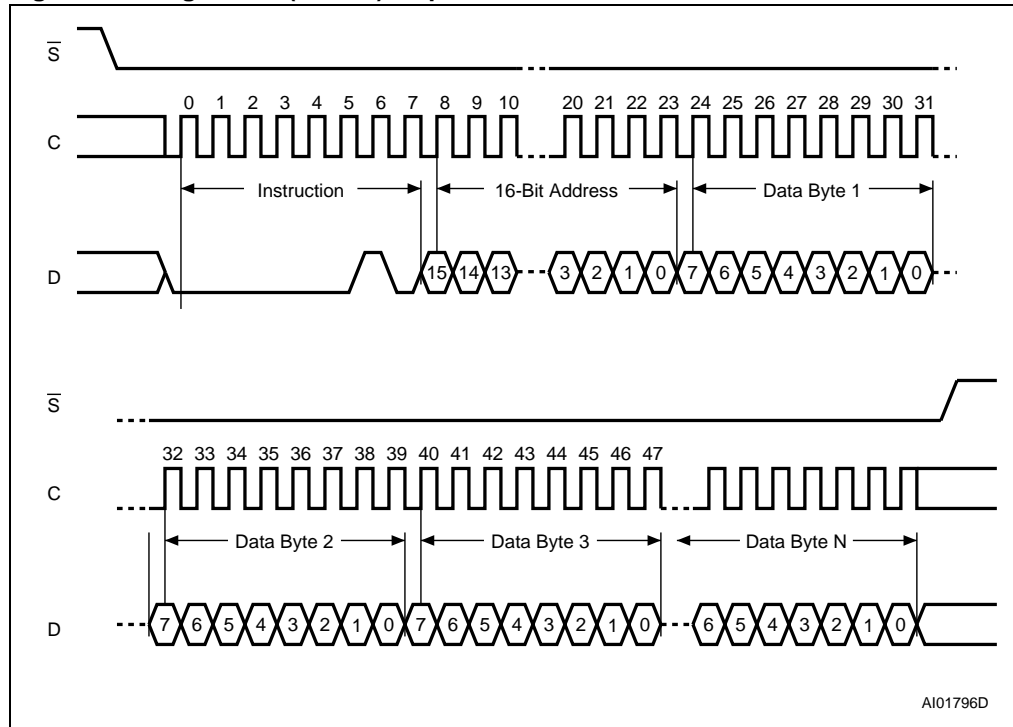 S
0 1 2 3 4 5 6 7 8 9 10 20 21 22 23 24 25 26 27 28 29 30 31
C
Instruction 16-Bit Address Data Byte 1
D
15 14 13 3 2 1 0 7 6 5 4 3 2 1 0
S
32 33 34 35 36 37 38 39 40 41 42 43 44 45 46 47
C
Data Byte 2 Data Byte 3 Data Byte N
D
7 6 5 4 3 2 1 0 7 6 5 4 3 2 1 0 6 5 4 3 2 1 0
AI01796D